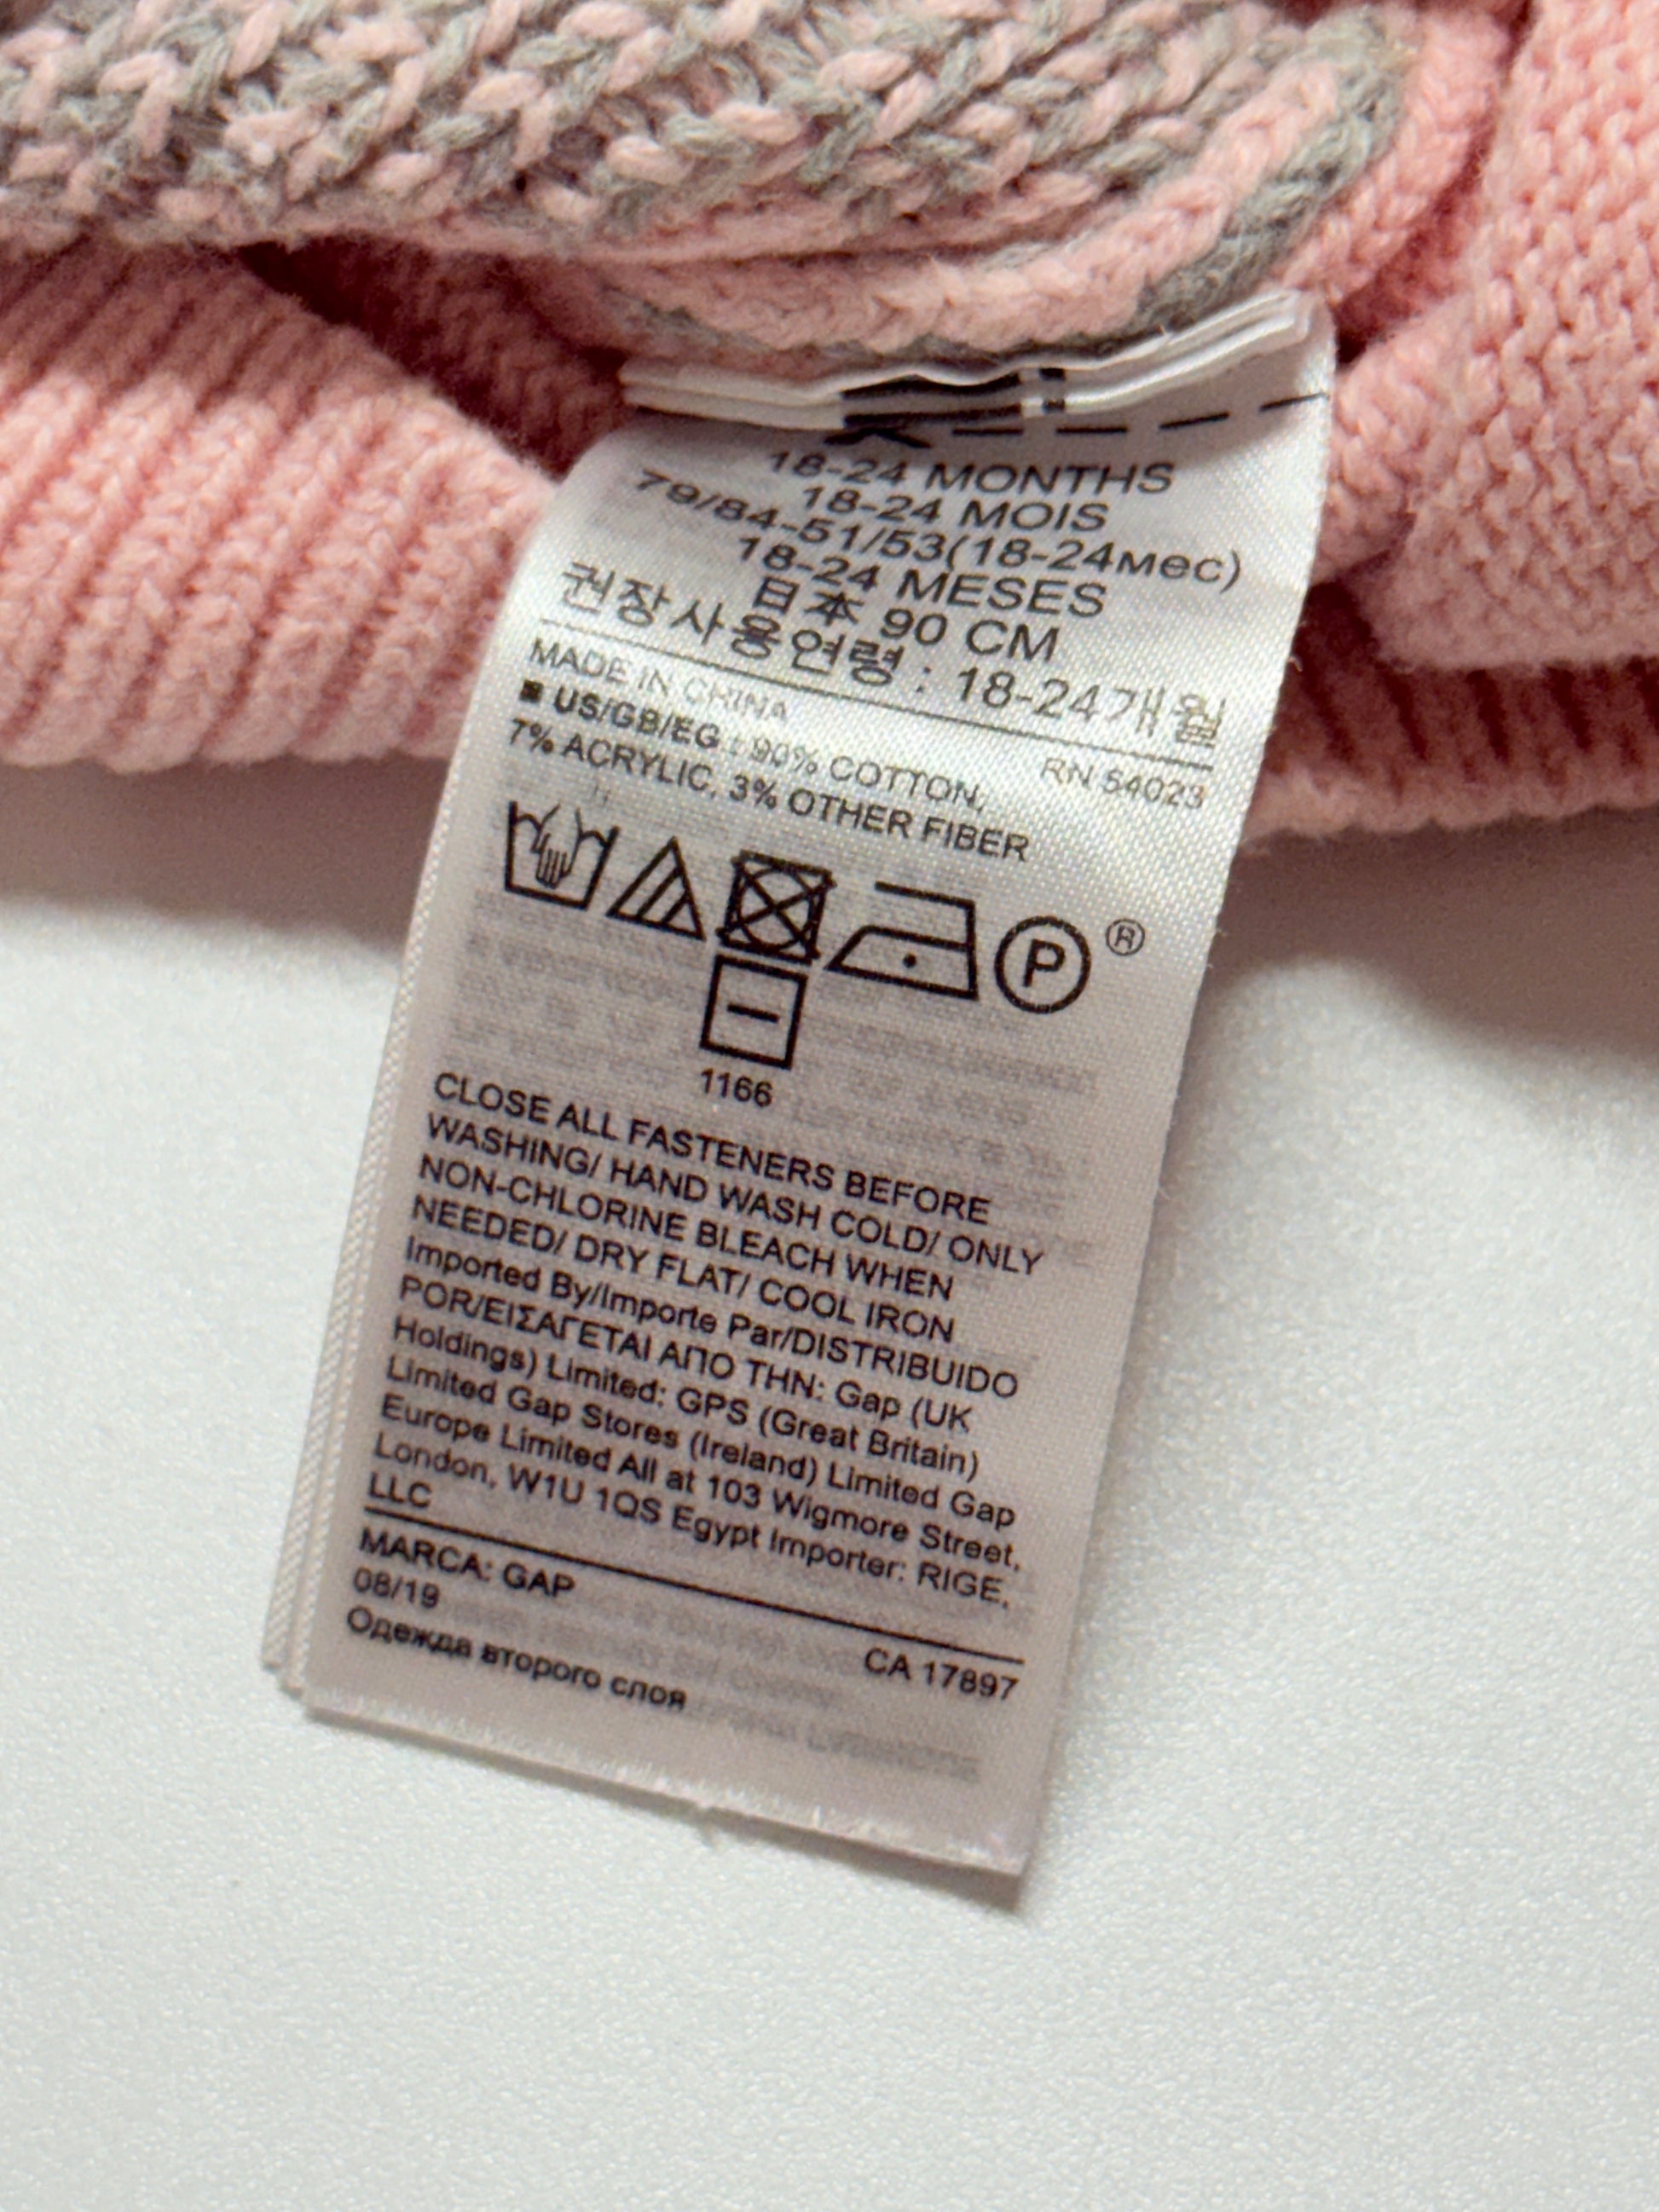 18-24 MONTHS
18-24 MOIS
79/84-51/53(18-24мес)
18-24 MESES
日本 90 CM
권장사용연령 : 18-24개월
MADE IN CHINA
RN 54023
■ US/GB/EG : 90% COTTON,
7% ACRYLIC, 3% OTHER FIBER
P ®
1166
CLOSE ALL FASTENERS BEFORE
WASHING/ HAND WASH COLD/ ONLY
NON-CHLORINE BLEACH WHEN
NEEDED/ DRY FLAT/ COOL IRON
Imported By/Importe Par/DISTRIBUIDO
POR/ΕΙΣΑΓΕΤΑΙ ΑΠΟ ΤΗΝ: Gap (UK
Holdings) Limited: GPS (Great Britain)
Limited Gap Stores (Ireland) Limited Gap
Europe Limited All at 103 Wigmore Street,
London, W1U 1QS Egypt Importer: RIGE,
LLC
MARCA: GAP
CA 17897
08/19
Одежда второго слоя